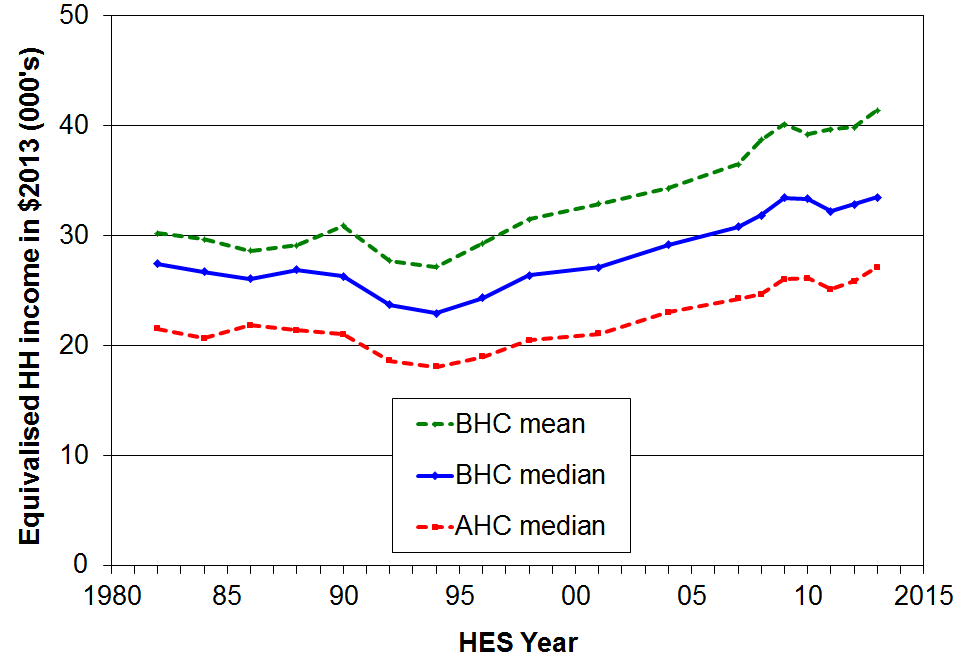 50
40
30
20
10
0
Equivalised HH income in $2013 (000's)
BHC mean
BHC median
AHC median
1980 85 90 95 00 05 10 2015
HES Year